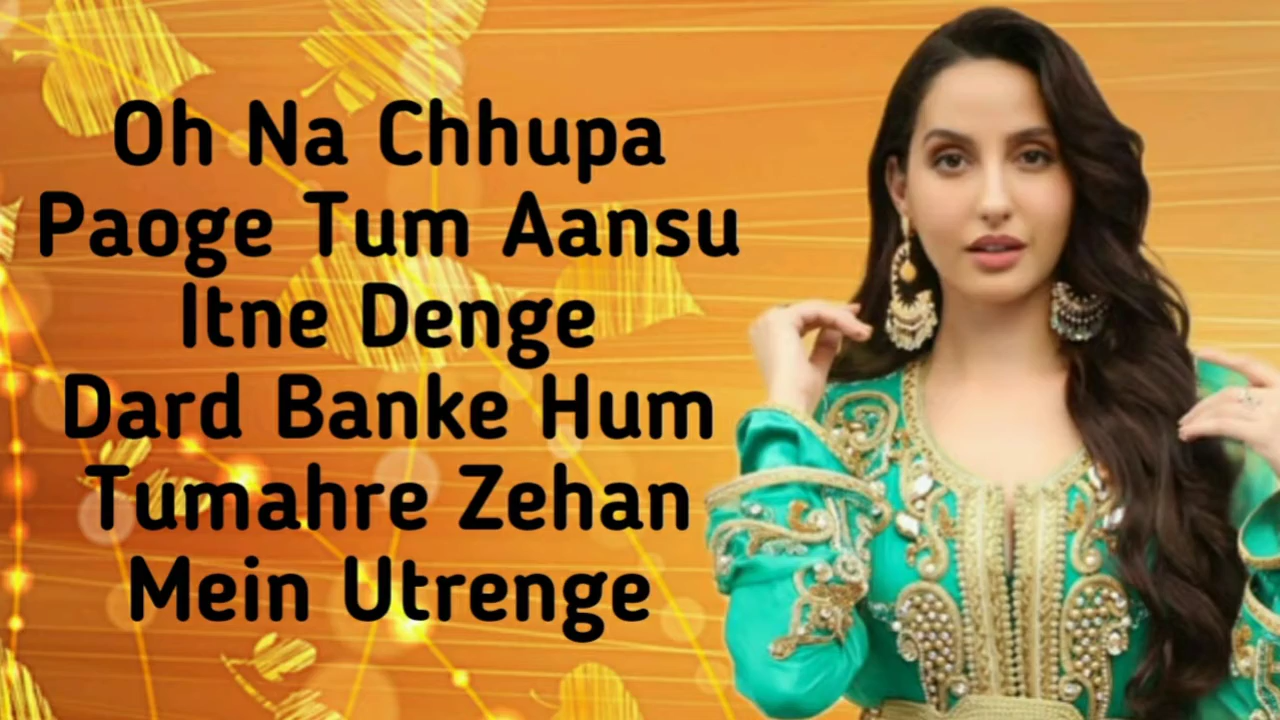 Oh Na Chhupa
Paoge Tum Aansu
Itne Denge
Dard Banke Hum
Tumahre Zehan
Mein Utrenge